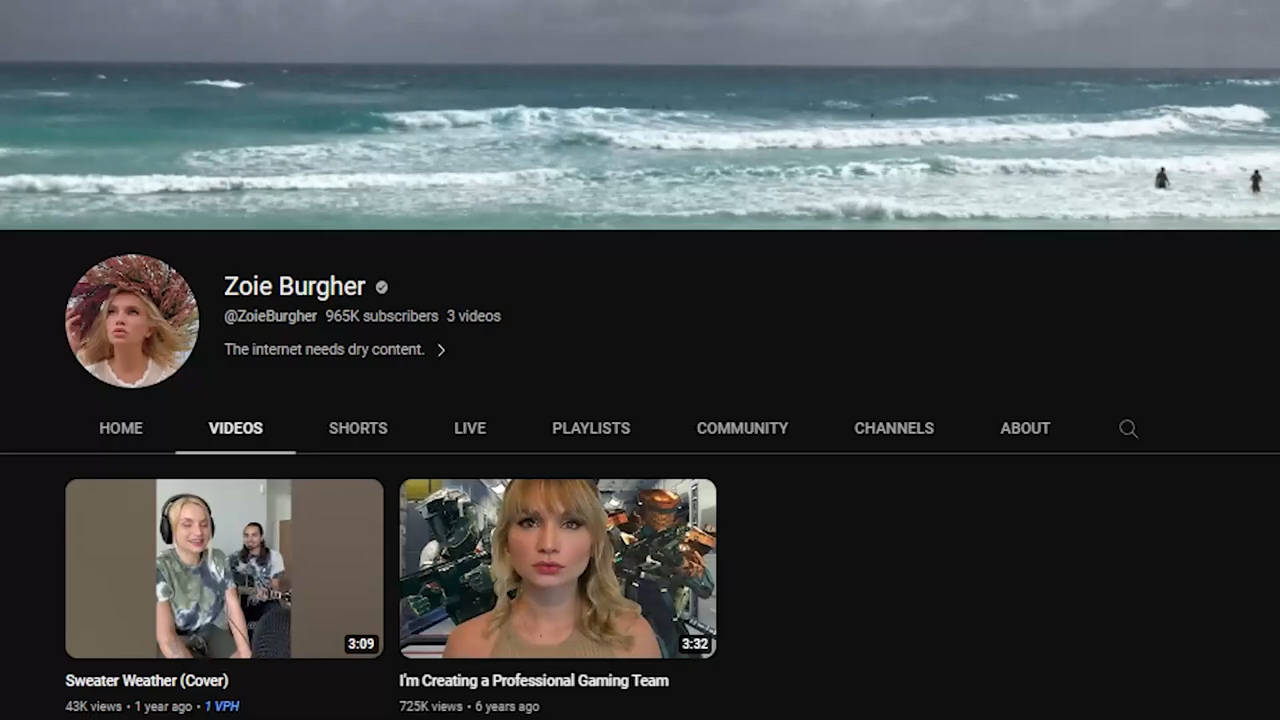 Zoie Burgher
@ZoieBurgher 965K subscribers 3 videos
The internet needs dry content.
HOME VIDEOS SHORTS LIVE PLAYLISTS COMMUNITY CHANNELS ABOUT
3:09 3:32
Sweater Weather (Cover) I'm Creating a Professional Gaming Team
43K views • 1 year ago • 1 VPH 725K views • 6 years ago